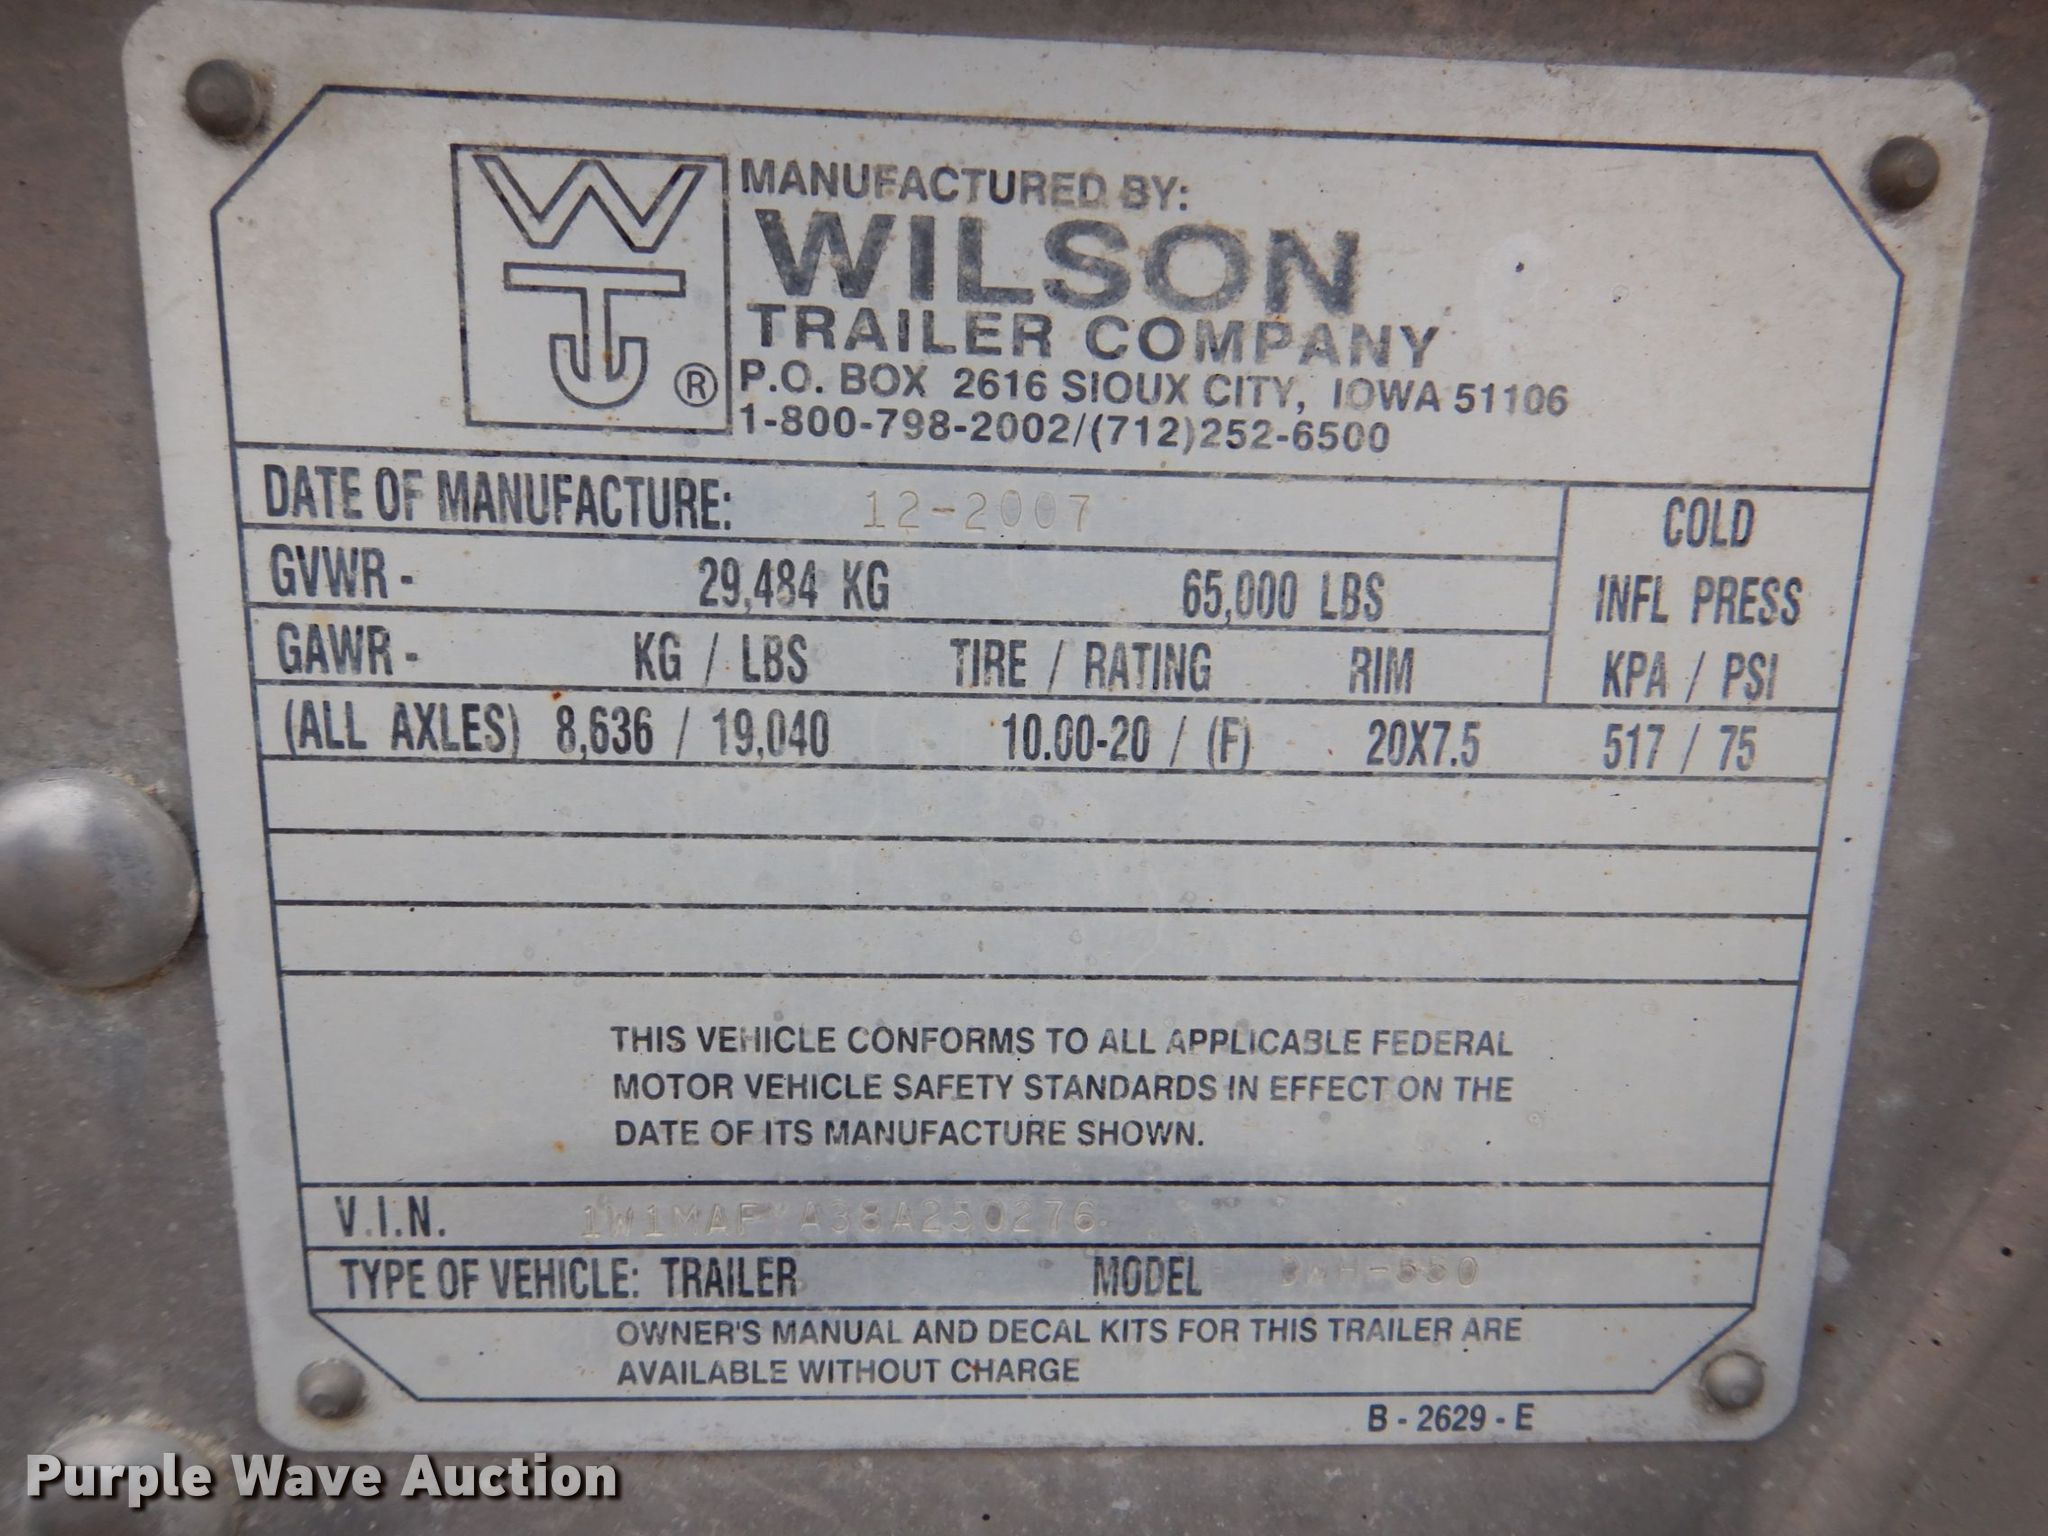 WT J ®
MANUFACTURED BY:
WILSON
TRAILER COMPANY
P.O. BOX 2616 SIOUX CITY, IOWA 51106
1-800-798-2002/(712)252-6500
DATE OF MANUFACTURE: 12-2007
COLD
GVWR - 29,484 KG 65,000 LBS
INFL PRESS
GAWR - KG / LBS TIRE / RATING RIM
KPA / PSI
(ALL AXLES) 8,636 / 19,040 10.00-20 / (F) 20X7.5 517 / 75
THIS VEHICLE CONFORMS TO ALL APPLICABLE FEDERAL
MOTOR VEHICLE SAFETY STANDARDS IN EFFECT ON THE
DATE OF ITS MANUFACTURE SHOWN.
V.I.N. 1W1MAFYA38A250276
TYPE OF VEHICLE: TRAILER MODEL
OWNER'S MANUAL AND DECAL KITS FOR THIS TRAILER ARE
AVAILABLE WITHOUT CHARGE
B - 2629 - E
Purple Wave Auction